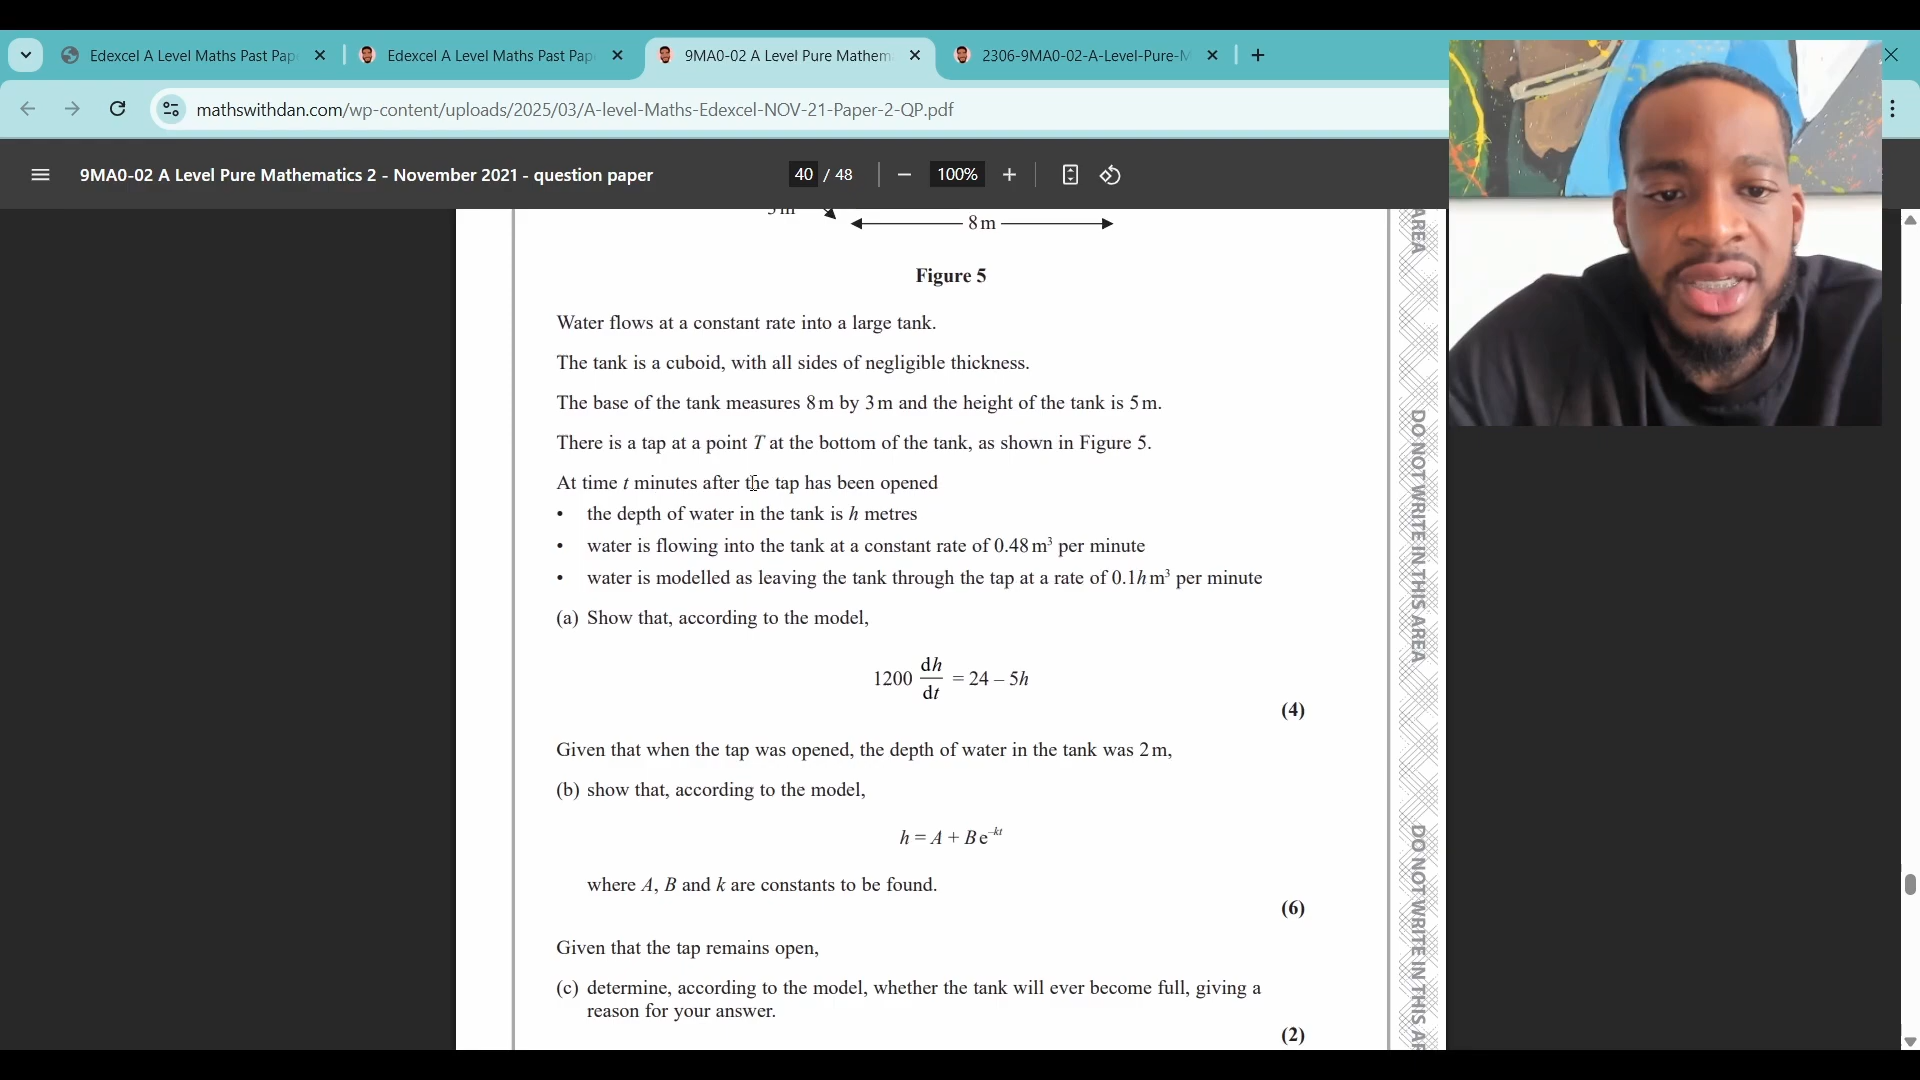 Edexcel A Level Maths Past Pap
Edexcel A Level Maths Past Pap
9MA0-02 A Level Pure Mathem
2306-9MA0-02-A-Level-Pure-M
mathswithdan.com/wp-content/uploads/2025/03/A-level-Maths-Edexcel-NOV-21-Paper-2-QP.pdf
9MA0-02 A Level Pure Mathematics 2 - November 2021 - question paper
40 / 48
100%
8 m
Figure 5
Water flows at a constant rate into a large tank.
The tank is a cuboid, with all sides of negligible thickness.
The base of the tank measures 8 m by 3 m and the height of the tank is 5 m.
There is a tap at a point T at the bottom of the tank, as shown in Figure 5.
At time t minutes after the tap has been opened
• the depth of water in the tank is h metres
• water is flowing into the tank at a constant rate of 0.48 m³ per minute
• water is modelled as leaving the tank through the tap at a rate of 0.1h m³ per minute
(a) Show that, according to the model,
1200 dh/dt = 24 – 5h
(4)
Given that when the tap was opened, the depth of water in the tank was 2 m,
(b) show that, according to the model,
h = A + Be⁻ᵏᵗ
where A, B and k are constants to be found.
(6)
Given that the tap remains open,
(c) determine, according to the model, whether the tank will ever become full, giving a
reason for your answer.
(2)
AREA
DO NOT WRITE IN THIS AREA
DO NOT WRITE IN THIS AR